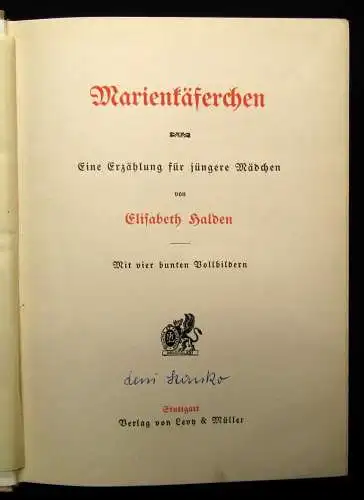 Marienkäferchen
Eine Erzählung für jüngere Mädchen
von
Elisabeth Halden
Mit vier bunten Vollbildern
Stuttgart
Verlag von Levy & Müller